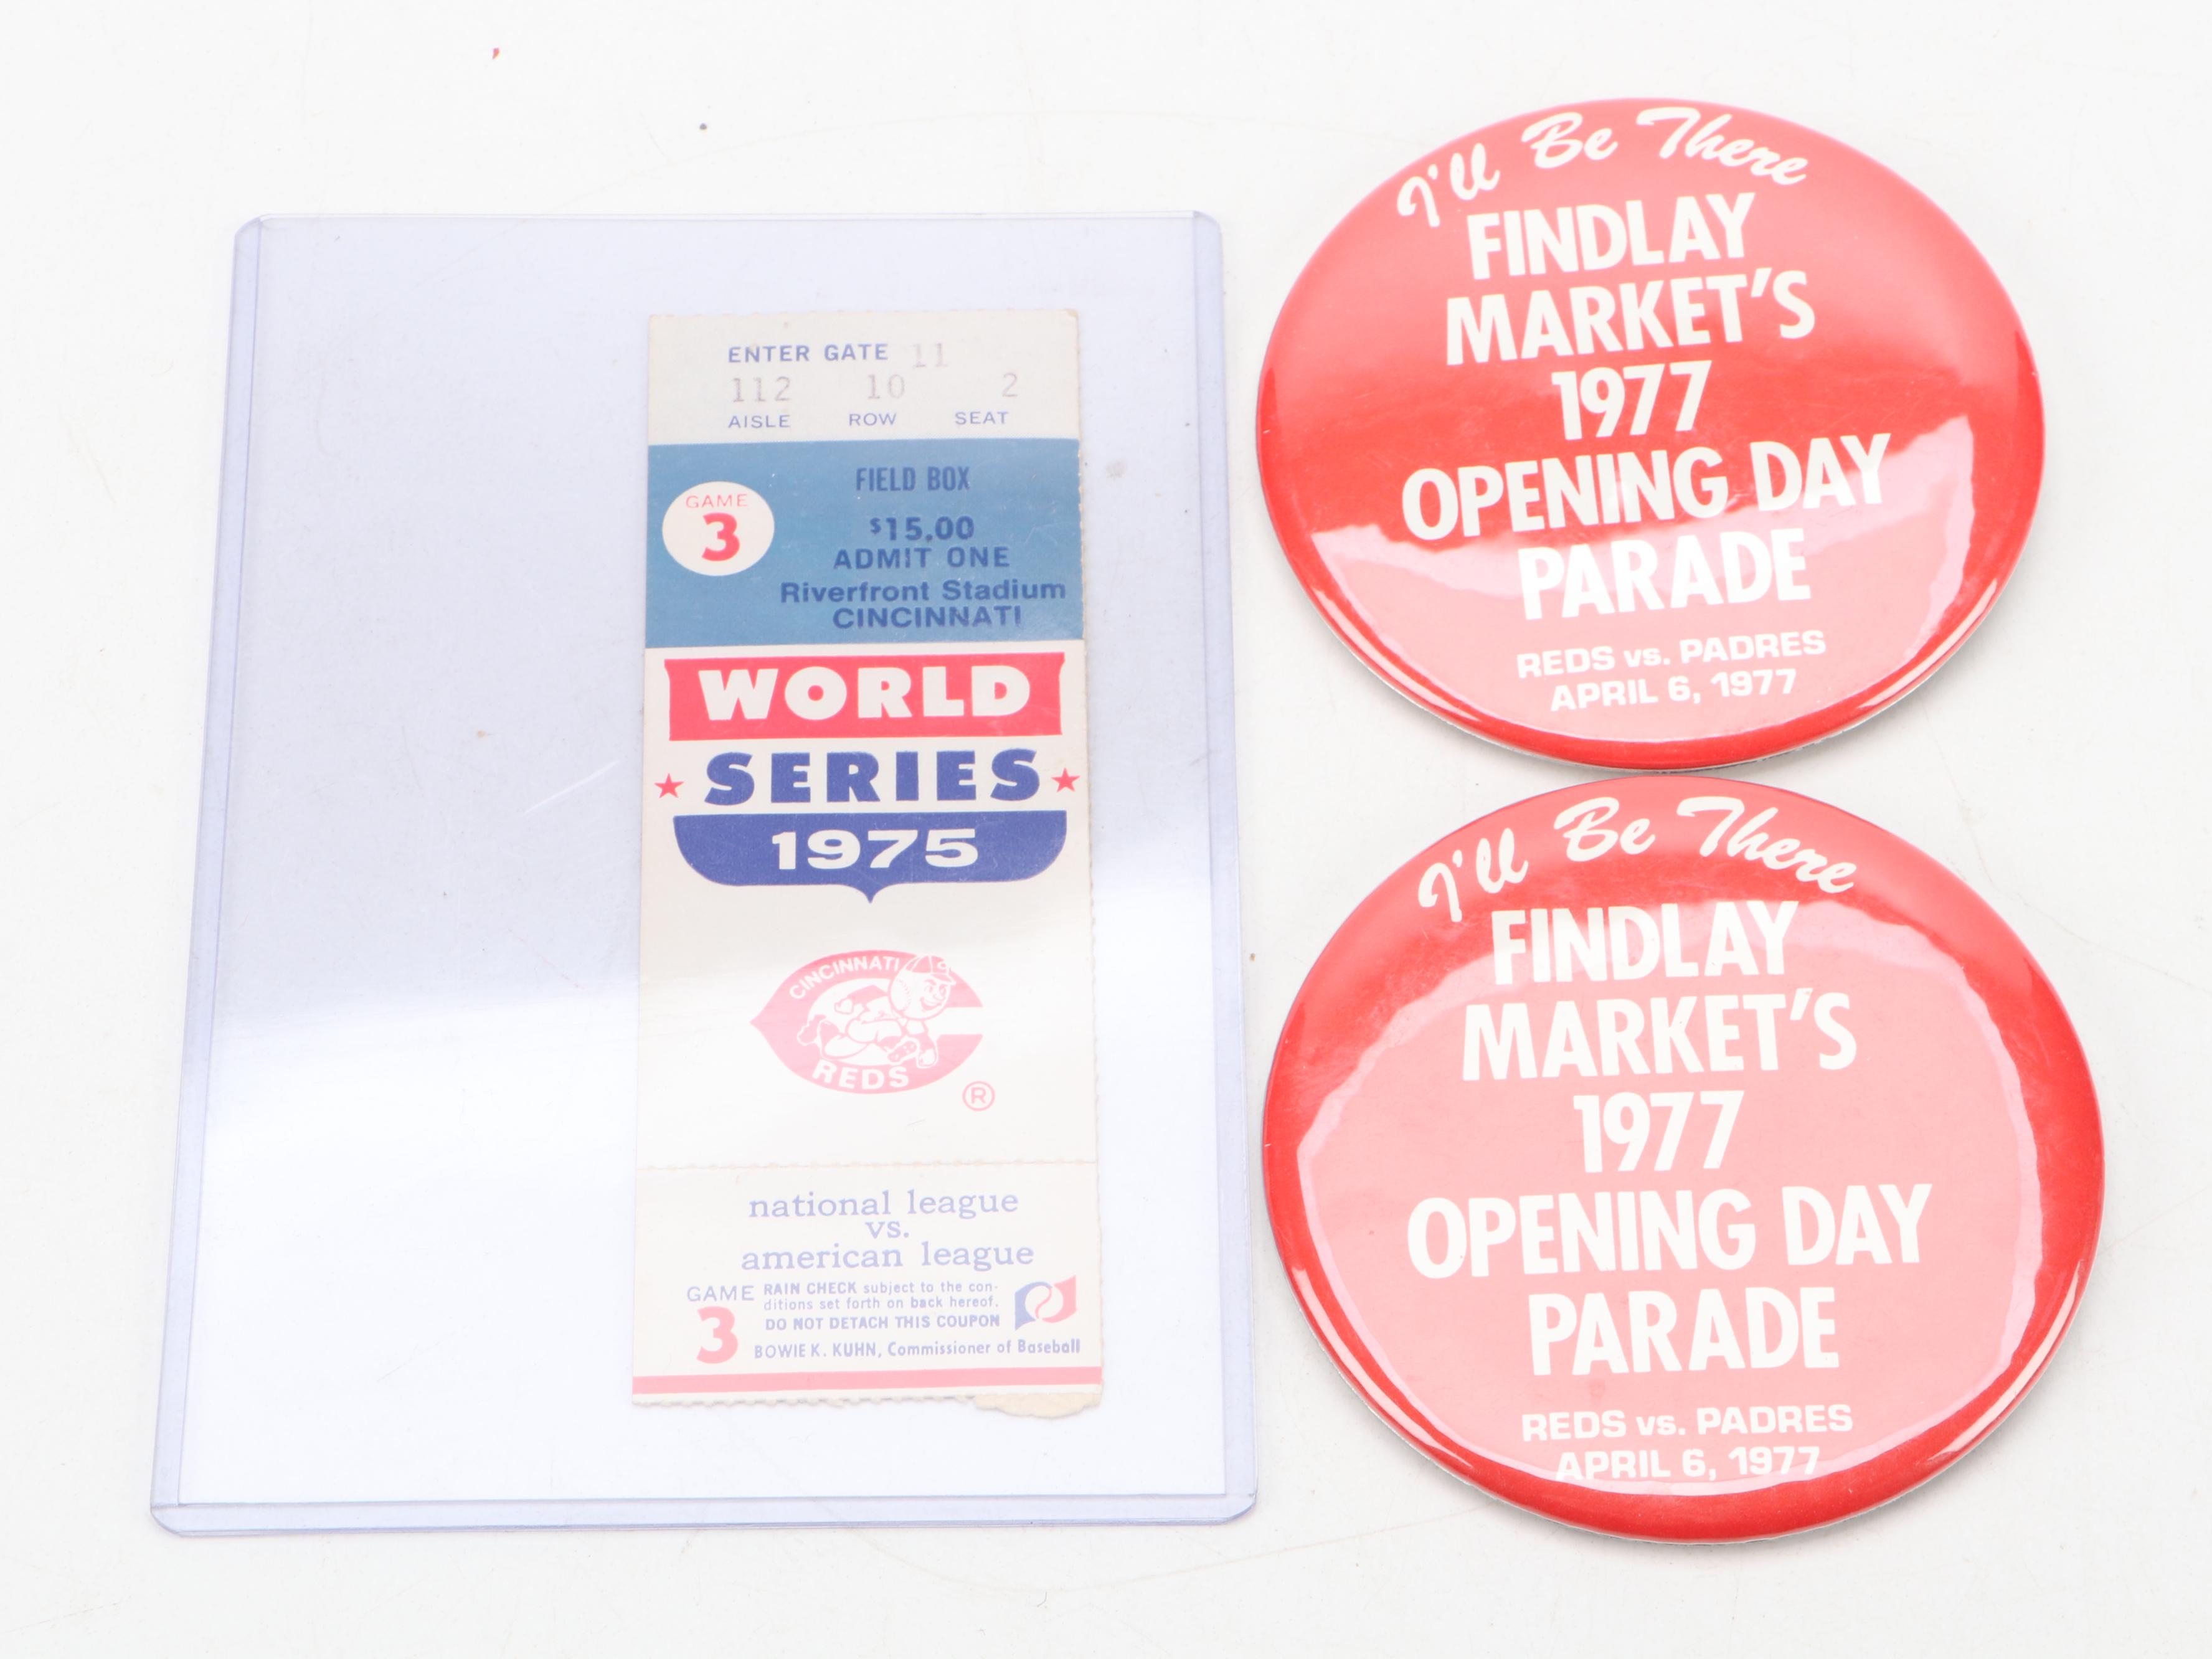 ENTER GATE 11
112 10 2
AISLE ROW SEAT
GAME
3
FIELD BOX
$15.00
ADMIT ONE
Riverfront Stadium
CINCINNATI
WORLD
SERIES
1975
CINCINNATI
REDS
®
national league
vs.
american league
GAME
3
RAIN CHECK subject to the con-
ditions set forth on back hereof.
DO NOT DETACH THIS COUPON
BOWIE K. KUHN, Commissioner of Baseball
I'll Be There
FINDLAY
MARKET'S
1977
OPENING DAY
PARADE
REDS vs. PADRES
APRIL 6, 1977
I'll Be There
FINDLAY
MARKET'S
1977
OPENING DAY
PARADE
REDS vs. PADRES
APRIL 6, 1977